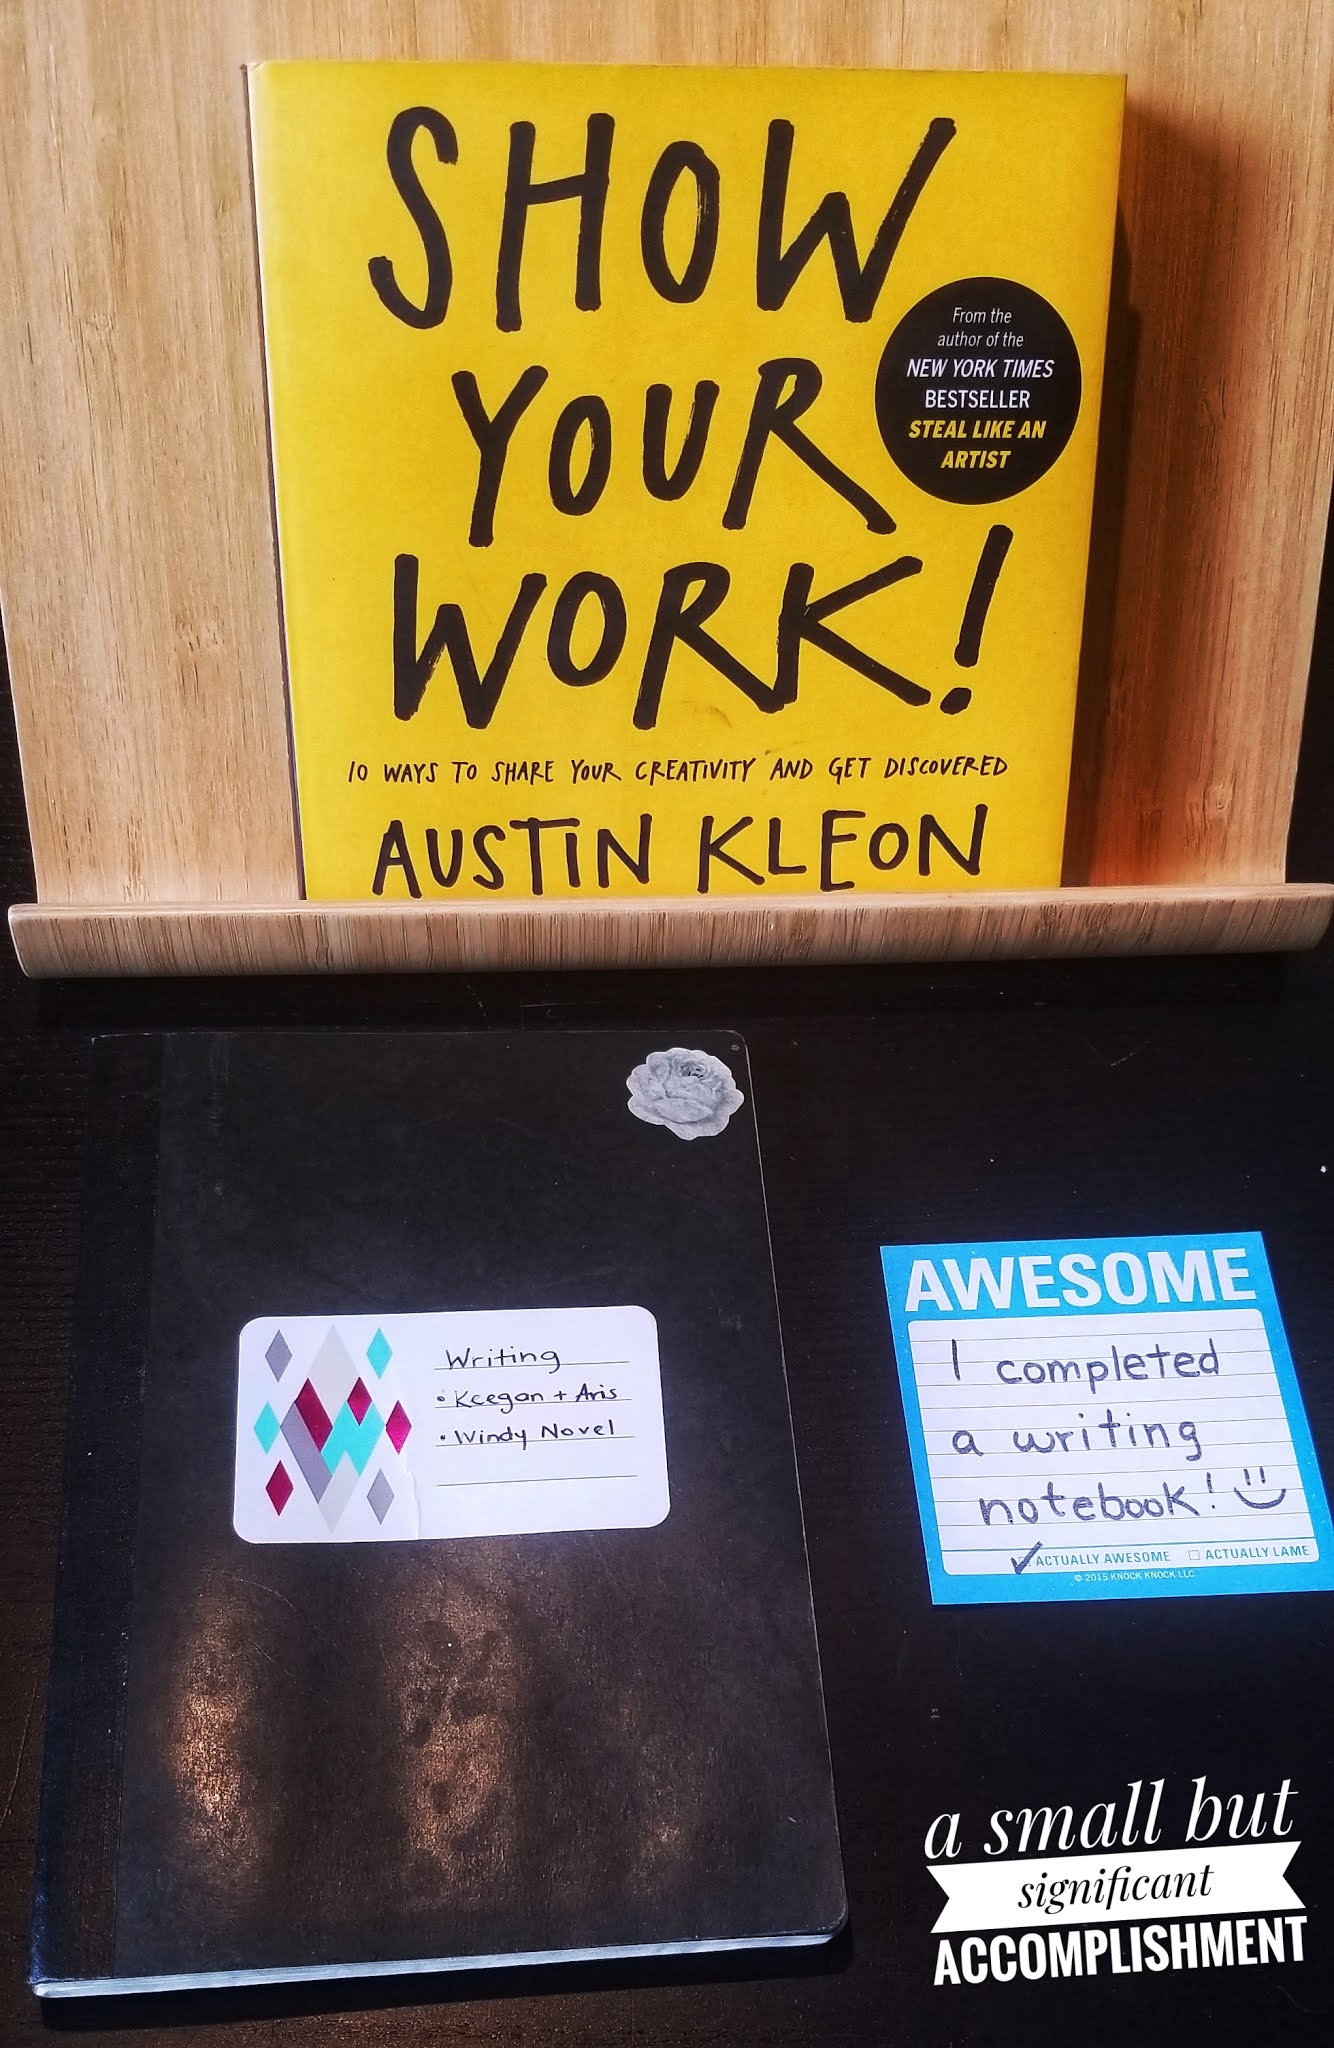 SHOW
YOUR
WORK!
From the
author of the
NEW YORK TIMES
BESTSELLER
STEAL LIKE AN
ARTIST
10 WAYS TO SHARE YOUR CREATIVITY AND GET DISCOVERED
AUSTIN KLEON
Writing
• Keegan + Aris
• Windy Novel
AWESOME
I completed
a writing
notebook!
ACTUALLY AWESOME ACTUALLY LAME
© 2015 KNOCK KNOCK LLC
a small but
significant
ACCOMPLISHMENT